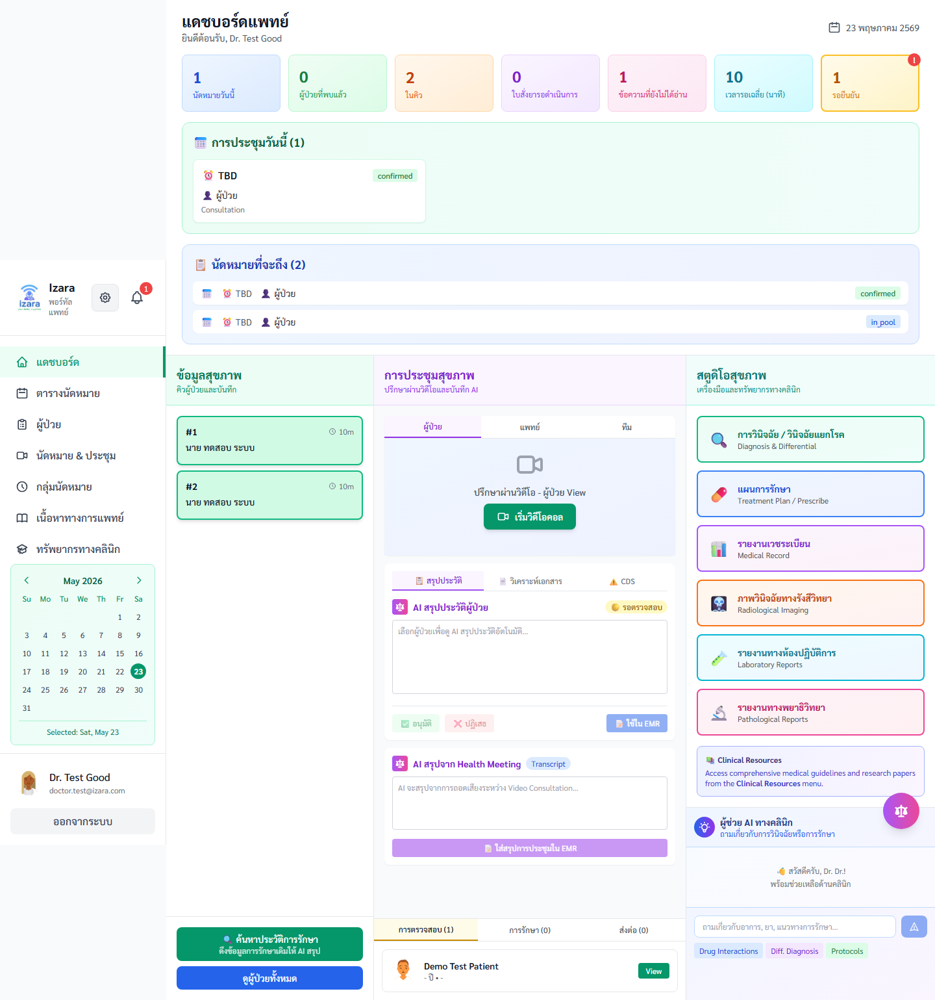 แดชบอร์ดแพทย์
ยินดีต้อนรับ, Dr. Test Good
23 พฤษภาคม 2569
1
นัดหมายวันนี้
0
ผู้ป่วยที่พบแล้ว
2
ในคิว
0
ใบสั่งยารอดำเนินการ
1
ข้อความที่ยังไม่ได้อ่าน
10
เวลารอเฉลี่ย (นาที)
!
1
รอยืนยัน
การประชุมวันนี้ (1)
TBD
confirmed
ผู้ป่วย
Consultation
นัดหมายที่จะถึง (2)
TBD ผู้ป่วย confirmed
TBD ผู้ป่วย in_pool
izara
Izara
พอร์ทัล
แพทย์
1
แดชบอร์ด
ตารางนัดหมาย
ผู้ป่วย
นัดหมาย & ประชุม
กลุ่มนัดหมาย
เนื้อหาทางการแพทย์
ทรัพยากรทางคลินิก
May 2026
Su Mo Tu We Th Fr Sa
1 2
3 4 5 6 7 8 9
10 11 12 13 14 15 16
17 18 19 20 21 22 23
24 25 26 27 28 29 30
31
Selected: Sat, May 23
Dr. Test Good
doctor.test@izara.com
ออกจากระบบ
ข้อมูลสุขภาพ
คิวผู้ป่วยและบันทึก
#1 10m
นาย ทดสอบ ระบบ
#2 10m
นาย ทดสอบ ระบบ
ค้นหาประวัติการรักษา
ดึงข้อมูลการรักษาเดิมให้ AI สรุป
ดูผู้ป่วยทั้งหมด
การประชุมสุขภาพ
ปรึกษาผ่านวิดีโอและบันทึก AI
ผู้ป่วย แพทย์ ทีม
ปรึกษาผ่านวิดีโอ - ผู้ป่วย View
เริ่มวิดีโอคอล
สรุปประวัติ วิเคราะห์เอกสาร CDS
AI สรุปประวัติผู้ป่วย รอตรวจสอบ
เลือกผู้ป่วยเพื่อดู AI สรุปประวัติอัตโนมัติ...
อนุมัติ ปฏิเสธ ใช้ใน EMR
AI สรุปจาก Health Meeting Transcript
AI จะสรุปจากการถอดเสียงระหว่าง Video Consultation...
ใส่สรุปการประชุมใน EMR
การตรวจสอบ (1) การรักษา (0) ส่งต่อ (0)
Demo Test Patient
- ปี • -
View
สตูดิโอสุขภาพ
เครื่องมือและทรัพยากรทางคลินิก
การวินิจฉัย / วินิจฉัยแยกโรค
Diagnosis & Differential
แผนการรักษา
Treatment Plan / Prescribe
รายงานเวชระเบียน
Medical Record
ภาพวินิจฉัยทางรังสีวิทยา
Radiological Imaging
รายงานทางห้องปฏิบัติการ
Laboratory Reports
รายงานทางพยาธิวิทยา
Pathological Reports
Clinical Resources
Access comprehensive medical guidelines and research papers
from the Clinical Resources menu.
ผู้ช่วย AI ทางคลินิก
ถามเกี่ยวกับการวินิจฉัยหรือการรักษา
สวัสดีครับ, Dr. Dr.!
พร้อมช่วยเหลือด้านคลินิก
ถามเกี่ยวกับอาการ, ยา, แนวทางการรักษา...
Drug Interactions Diff. Diagnosis Protocols